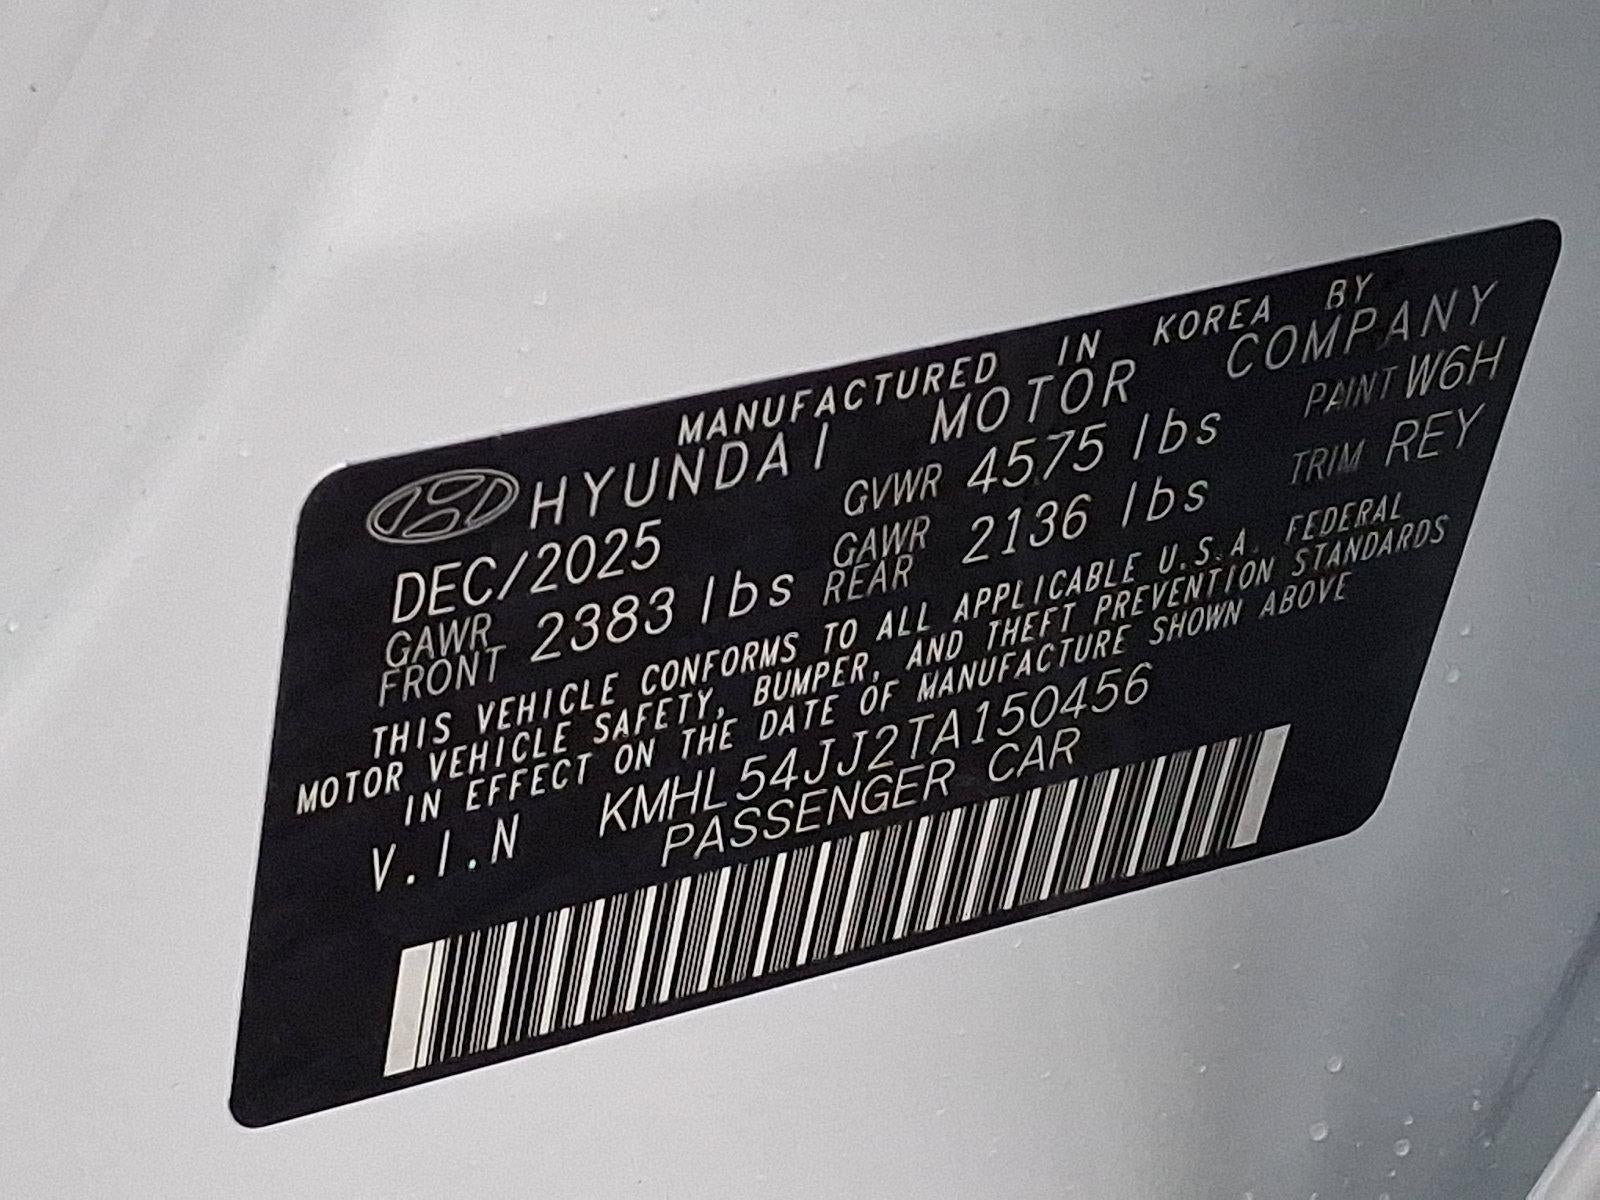 MANUFACTURED IN KOREA BY
HYUNDAI MOTOR COMPANY
DEC/2025 GVWR 4575 lbs PAINT W6H
GAWR FRONT 2383 lbs GAWR REAR 2136 lbs TRIM REY
THIS VEHICLE CONFORMS TO ALL APPLICABLE U.S.A. FEDERAL
MOTOR VEHICLE SAFETY, BUMPER, AND THEFT PREVENTION STANDARDS
IN EFFECT ON THE DATE OF MANUFACTURE SHOWN ABOVE
V.I.N KMHL54JJ2TA150456
PASSENGER CAR